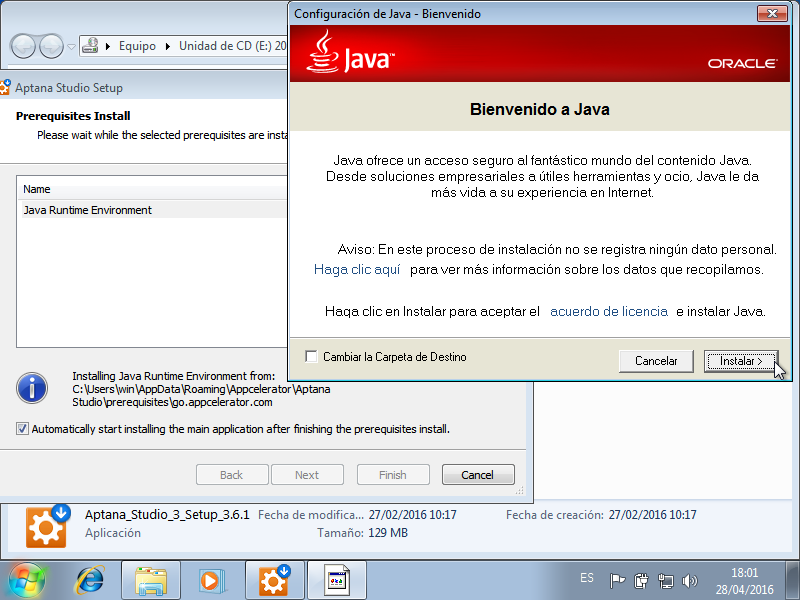 Configuración de Java - Bienvenido
Equipo
Unidad de CD (E:) 20
Java™
ORACLE
Aptana Studio Setup
Bienvenido a Java
Prerequisites Install
Please wait while the selected prerequisites are insta
Java ofrece un acceso seguro al fantástico mundo del contenido Java.
Desde soluciones empresariales a útiles herramientas y ocio, Java le da
más vida a su experiencia en Internet.
Name
Java Runtime Environment
Aviso: En este proceso de instalación no se registra ningún dato personal.
Haga clic aquí para ver más información sobre los datos que recopilamos.
Haga clic en Instalar para aceptar el acuerdo de licencia e instalar Java.
Cambiar la Carpeta de Destino
Cancelar
Instalar >
Installing Java Runtime Environment from:
C:\Users\win\AppData\Roaming\Appcelerator\Aptana
Studio\prerequisites\go.appcelerator.com
Automatically start installing the main application after finishing the prerequisites install.
Back
Next
Finish
Cancel
Aptana_Studio_3_Setup_3.6.1 Fecha de modifica... 27/02/2016 10:17 Fecha de creación: 27/02/2016 10:17
Aplicación Tamaño: 129 MB
ES
18:01
28/04/2016